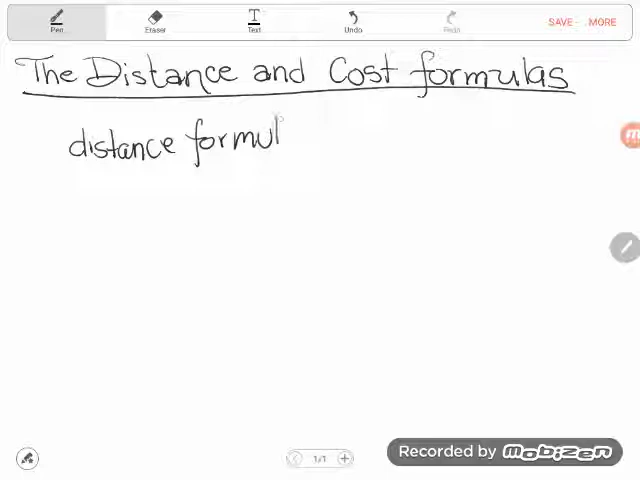 Pen
Eraser
Text
Undo
Redo
SAVE
MORE
The Distance and Cost formulas
distance formul
1/1
Recorded by mobizen